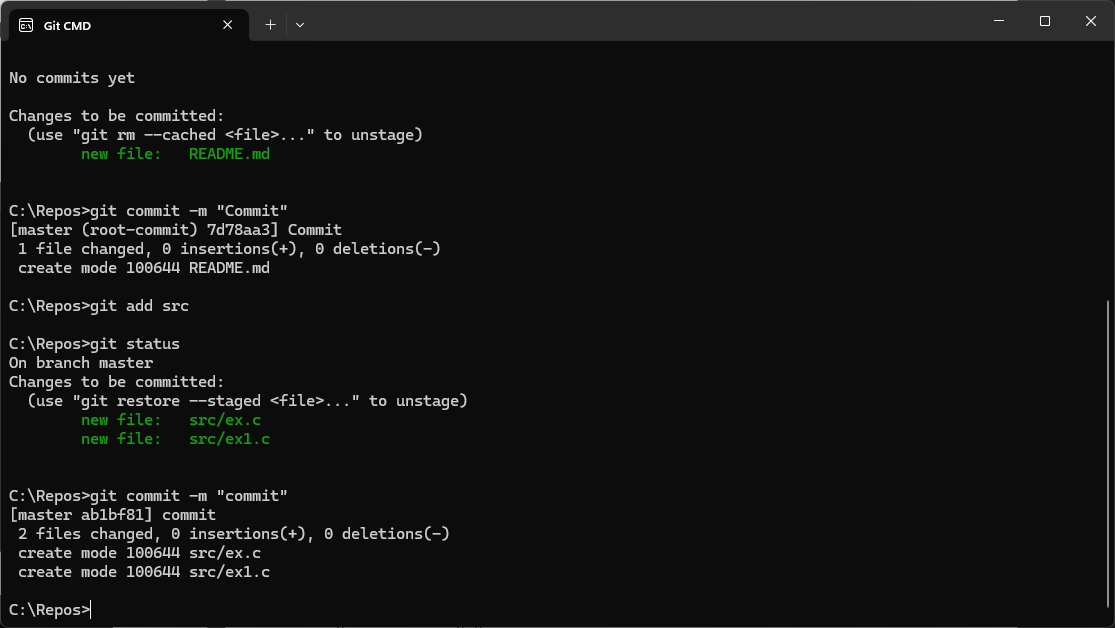 Git CMD
No commits yet
Changes to be committed:
  (use "git rm --cached <file>..." to unstage)
        new file:   README.md
C:\Repos>git commit -m "Commit"
[master (root-commit) 7d78aa3] Commit
 1 file changed, 0 insertions(+), 0 deletions(-)
 create mode 100644 README.md
C:\Repos>git add src
C:\Repos>git status
On branch master
Changes to be committed:
  (use "git restore --staged <file>..." to unstage)
        new file:   src/ex.c
        new file:   src/ex1.c
C:\Repos>git commit -m "commit"
[master ab1bf81] commit
 2 files changed, 0 insertions(+), 0 deletions(-)
 create mode 100644 src/ex.c
 create mode 100644 src/ex1.c
C:\Repos>